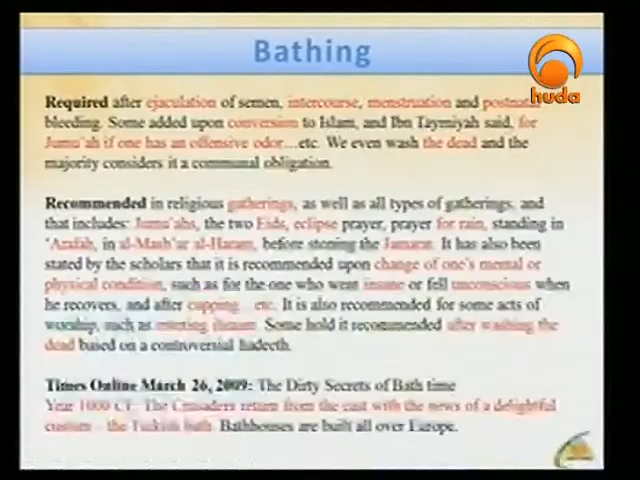 Bathing
huda
Required after ejaculation of semen, intercourse, menstruation and postnatal
bleeding. Some added upon conversion to Islam, and Ibn Taymiyah said, for
Jumu'ah if one has an offensive odor…etc. We even wash the dead and the
majority considers it a communal obligation.
Recommended in religious gatherings, as well as all types of gatherings, and
that includes: Jumu'ahs, the two Eids, eclipse prayer, prayer for rain, standing in
'Arafah, in al-Mash'ar al-Haram, before stoning the Jamarat. It has also been
stated by the scholars that it is recommended upon change of one's mental or
physical condition, such as for the one who went insane or fell unconscious when
he recovers, and after cupping…etc. It is also recommended for some acts of
worship, such as entering ihram. Some hold it recommended after washing the
dead based on a controversial hadeeth.
Times Online March 26, 2009: The Dirty Secrets of Bath time
Year 1000 CE- The Crusaders return from the east with the news of a delightful
custom – the Turkish bath. Bathhouses are built all over Europe.